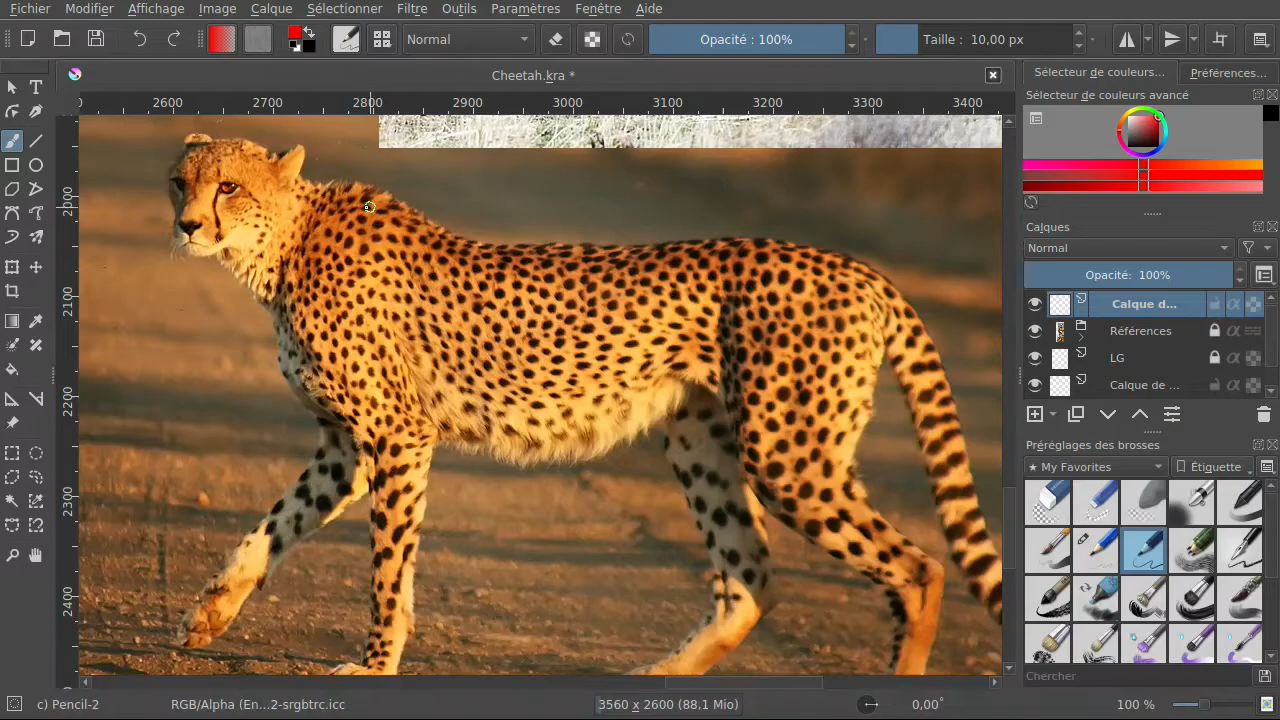 Fichier Modifier Affichage Image Calque Sélectionner Filtre Outils Paramètres Fenêtre Aide
Normal Opacité : 100% Taille : 10,00 px
Cheetah.kra *
Sélecteur de couleurs... Préférences...
2600 2700 2800 2900 3000 3100 3200 3300 3400
Sélecteur de couleurs avancé
2000
2100
2200
2300
2400
Calques
Normal
Opacité: 100%
Calque d...
Références
LG
Calque de ...
Préréglages des brosses
★ My Favorites Étiquette
Chercher
c) Pencil-2 RGB/Alpha (En...2-srgbtrc.icc 3560 x 2600 (88,1 Mio) 0,00° 100 %